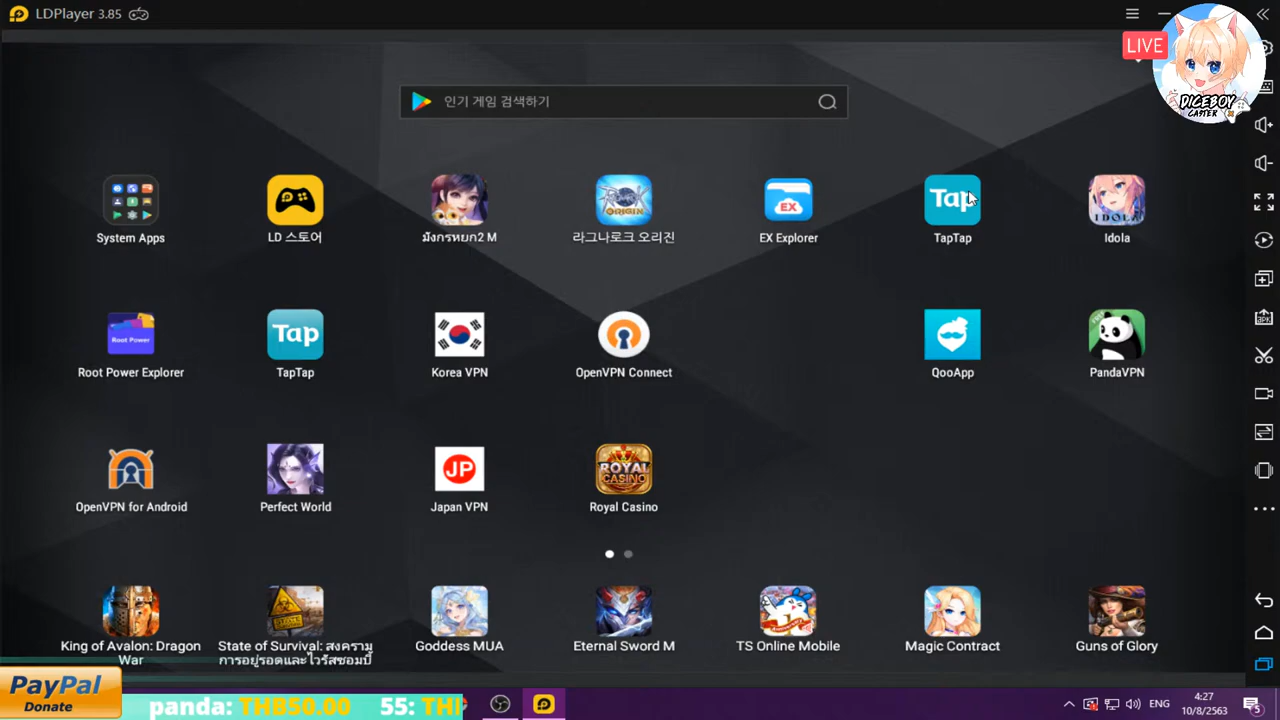 LDPlayer 3.85
LIVE
DICEBOY
CASTER
인기 게임 검색하기
System Apps
LD 스토어
มังกรหยก2 M
ORIGIN
라그나로크 오리진
EX
EX Explorer
Tap
TapTap
IDOLA
Idola
Root Power
Root Power Explorer
Tap
TapTap
Korea VPN
OpenVPN Connect
QooApp
PandaVPN
OpenVPN for Android
Perfect World
JP
Japan VPN
ROYAL
CASINO
Royal Casino
King of Avalon: Dragon
War
State of Survival: สงคราม
การอยู่รอดและไวรัสซอมบี้
Goddess MUA
Eternal Sword M
TS Online Mobile
Magic Contract
Guns of Glory
PayPal
Donate
panda: THB50.00
55: TH
ENG
4:27
10/8/2563
5